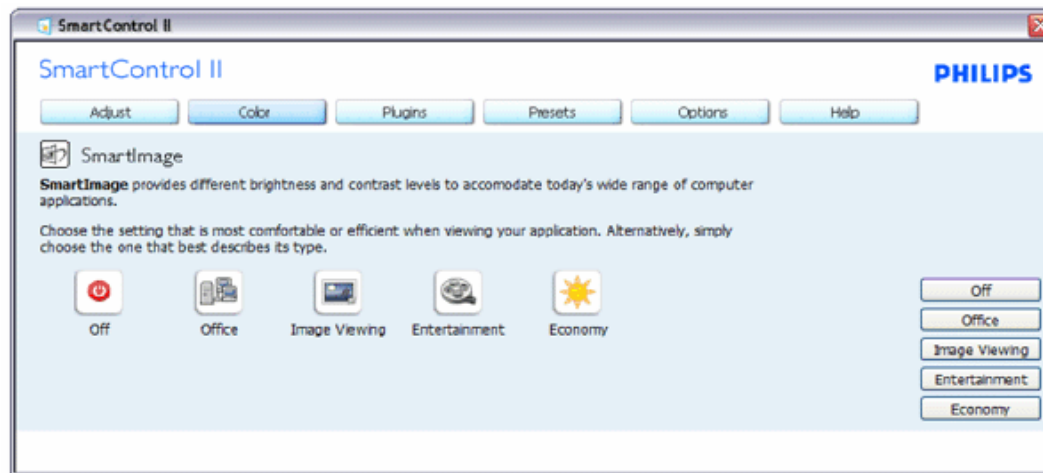 SmartControl II
SmartControl II
PHILIPS
Adjust Color Plugins Presets Options Help
SmartImage
SmartImage provides different brightness and contrast levels to accomodate today's wide range of computer
applications.
Choose the setting that is most comfortable or efficient when viewing your application. Alternatively, simply
choose the one that best describes its type.
Off Office Image Viewing Entertainment Economy
Off
Office
Image Viewing
Entertainment
Economy